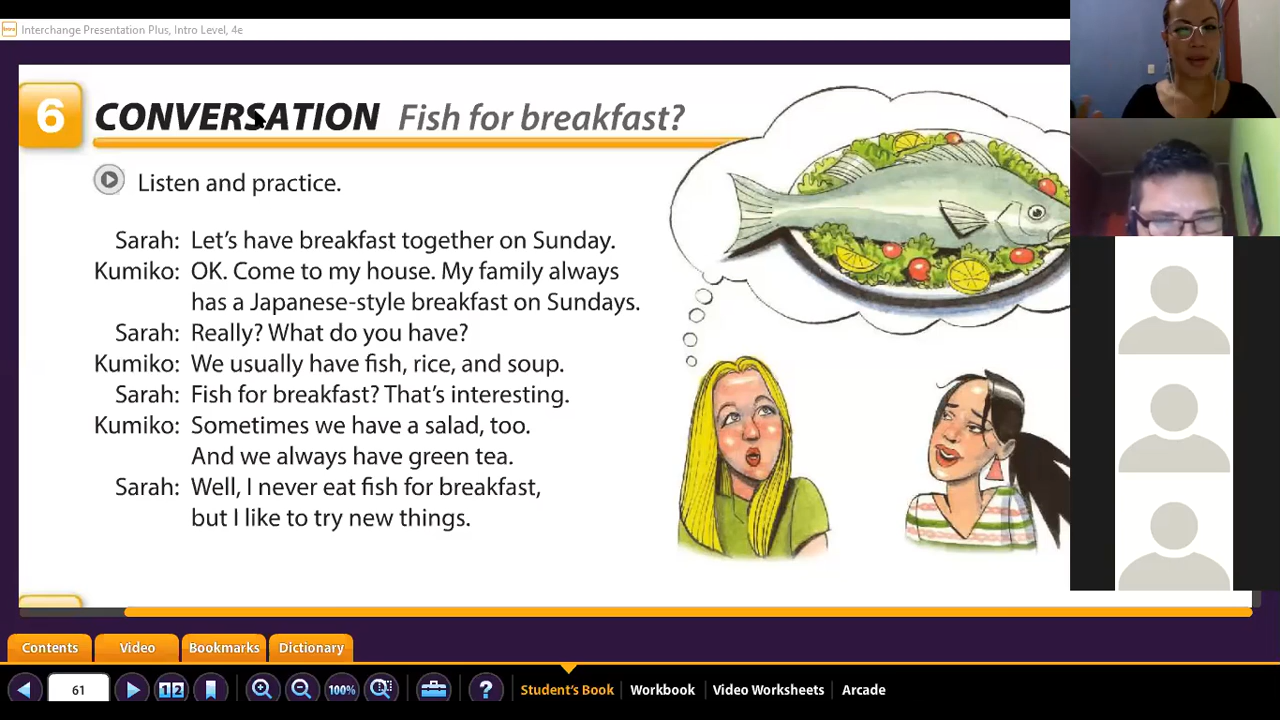 Interchange Presentation Plus, Intro Level, 4e
6 CONVERSATION Fish for breakfast?
Listen and practice.
Sarah: Let's have breakfast together on Sunday.
Kumiko: OK. Come to my house. My family always
has a Japanese-style breakfast on Sundays.
Sarah: Really? What do you have?
Kumiko: We usually have fish, rice, and soup.
Sarah: Fish for breakfast? That's interesting.
Kumiko: Sometimes we have a salad, too.
And we always have green tea.
Sarah: Well, I never eat fish for breakfast,
but I like to try new things.
Contents Video Bookmarks Dictionary
61 12 100% ? Student's Book Workbook Video Worksheets Arcade